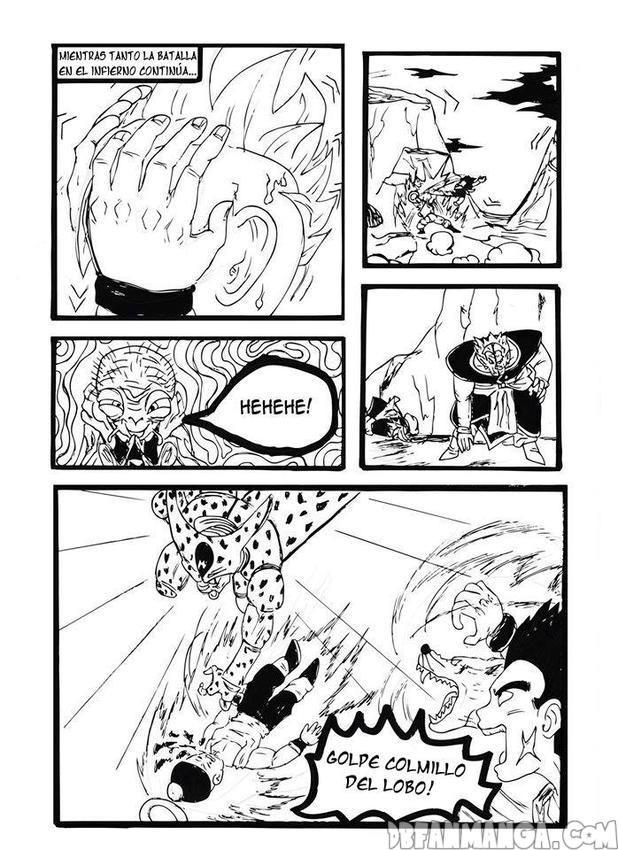 MIENTRAS TANTO LA BATALLA
EN EL INFIERNO CONTINÚA...
HEHEHE!
GOLPE COLMILLO
DEL LOBO!
DBFANMANGA.COM